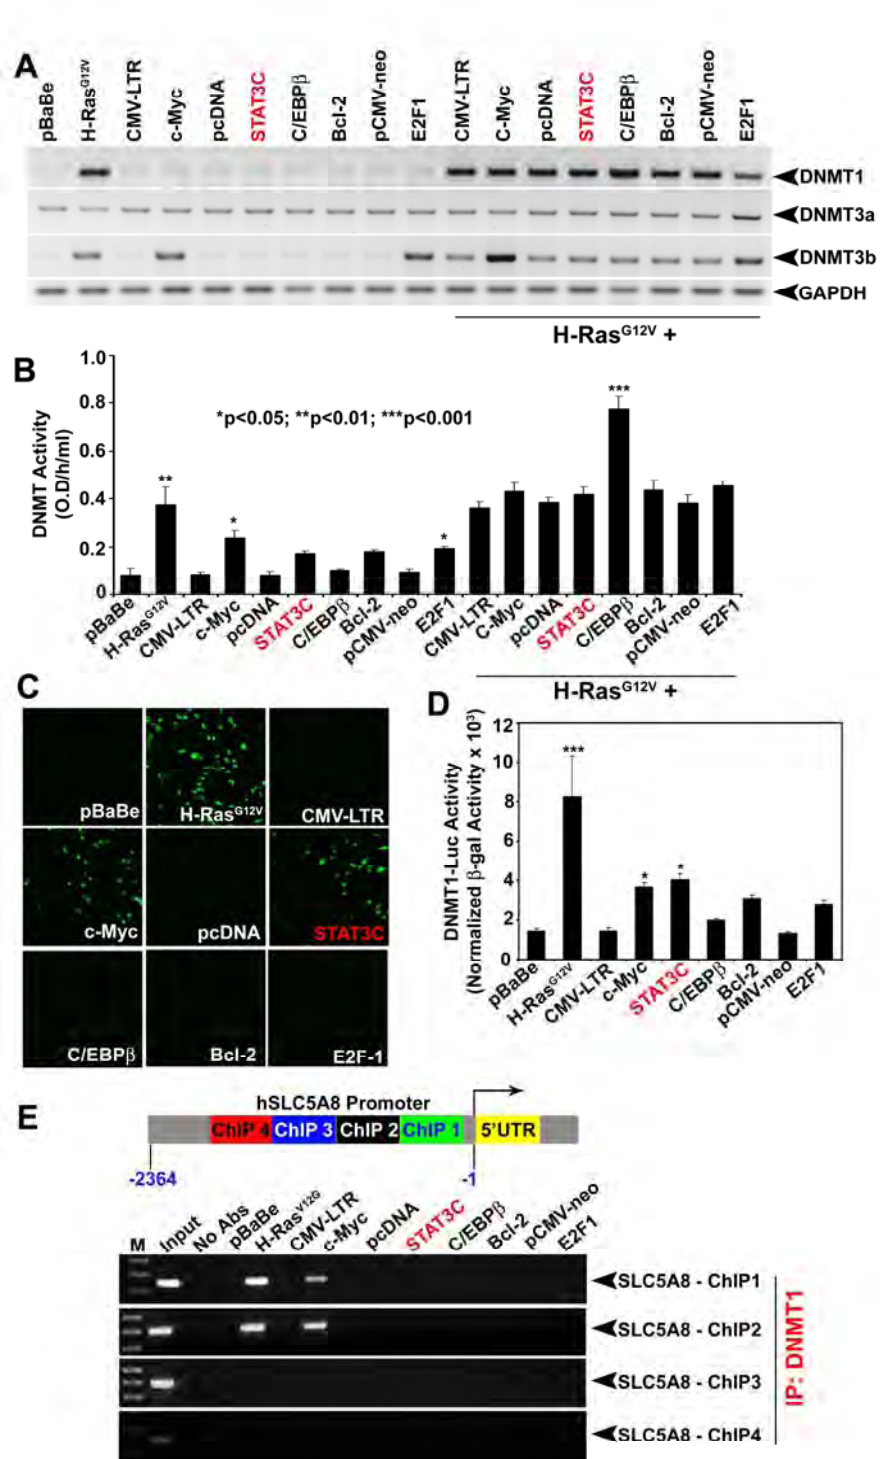 A
pBaBe
H-RasG12V
CMV-LTR
c-Myc
pcDNA
STAT3C
C/EBPβ
Bcl-2
pCMV-neo
E2F1
CMV-LTR
C-Myc
pcDNA
STAT3C
C/EBPβ
Bcl-2
pCMV-neo
E2F1
DNMT1
DNMT3a
DNMT3b
GAPDH
H-RasG12V +
B
DNMT Activity
(O.D/h/ml)
1.0
0.8
0.6
0.4
0.2
0
*p<0.05; **p<0.01; ***p<0.001
**
*
*
***
pBaBe
H-RasG12V
CMV-LTR
c-Myc
pcDNA
STAT3C
C/EBPβ
Bcl-2
pCMV-neo
E2F1
CMV-LTR
C-Myc
pcDNA
STAT3C
C/EBPβ
Bcl-2
pCMV-neo
E2F1
H-RasG12V +
C
pBaBe
H-RasG12V
CMV-LTR
c-Myc
pcDNA
STAT3C
C/EBPβ
Bcl-2
E2F-1
D
DNMT1-Luc Activity
(Normalized β-gal Activity x 10³)
12
10
8
6
4
2
0
***
*
*
pBaBe
H-RasG12V
CMV-LTR
c-Myc
STAT3C
C/EBPβ
Bcl-2
pCMV-neo
E2F1
E
hSLC5A8 Promoter
ChIP 4 ChIP 3 ChIP 2 ChIP 1 5'UTR
-2364 -1
M
Input
No Abs
pBaBe
H-RasV12G
CMV-LTR
c-Myc
pcDNA
STAT3C
C/EBPβ
Bcl-2
pCMV-neo
E2F1
SLC5A8 - ChIP1
SLC5A8 - ChIP2
SLC5A8 - ChIP3
SLC5A8 - ChIP4
IP: DNMT1